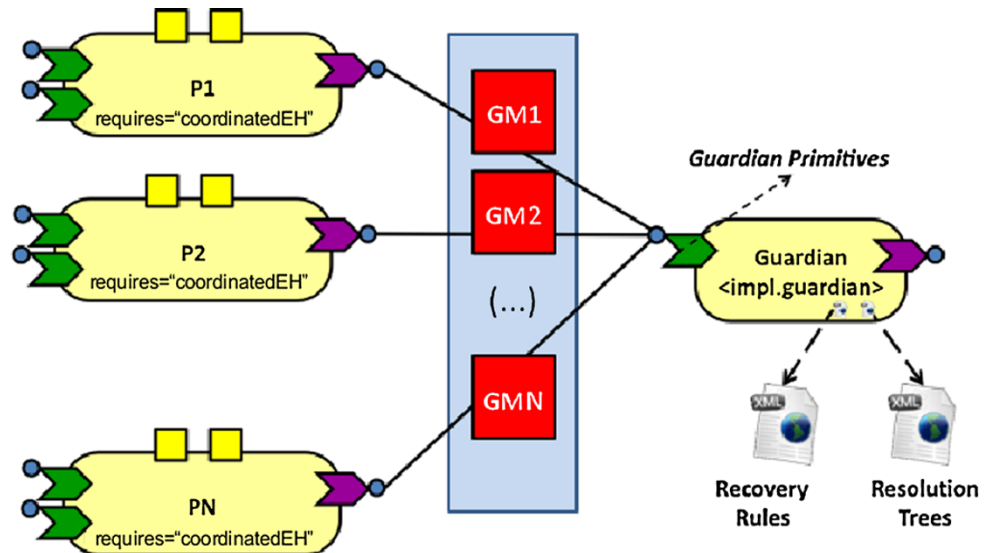 P1
requires=“coordinatedEH”
GM1
Guardian Primitives
GM2
P2
requires=“coordinatedEH”
Guardian
<impl.guardian>
(...)
GMN
XML
XML
Recovery
Rules
Resolution
Trees
PN
requires=“coordinatedEH”